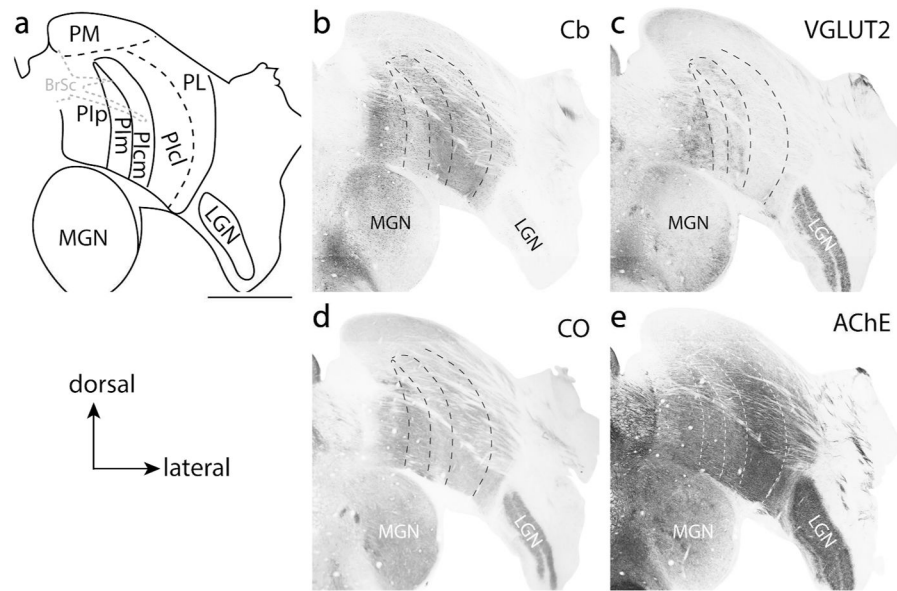 a
PM
PL
BrSc
PIp
PIm
PIcm
PIcl
MGN
LGN
b
Cb
MGN
LGN
c
VGLUT2
MGN
LGN
dorsal
lateral
d
CO
MGN
LGN
e
AChE
MGN
LGN